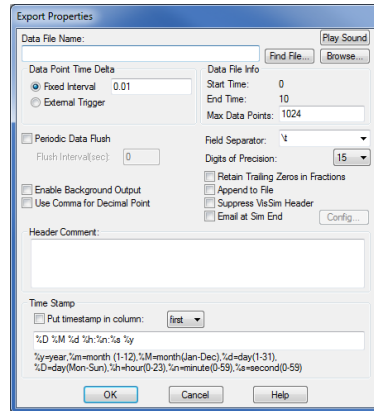 Export Properties
Data File Name:
Play Sound
Find File...
Browse...
Data Point Time Delta
Fixed Interval
0.01
External Trigger
Data File Info
Start Time: 0
End Time: 10
Max Data Points: 1024
Periodic Data Flush
Flush Interval(sec): 0
Field Separator: \t
Digits of Precision: 15
Retain Trailing Zeros in Fractions
Enable Background Output
Append to File
Use Comma for Decimal Point
Suppress VisSim Header
Email at Sim End
Config...
Header Comment:
Time Stamp
Put timestamp in column: first
%D %M %d %h:%n:%s %y
%y=year,%m=month (1-12),%M=month(Jan-Dec),%d=day(1-31),
%D=day(Mon-Sun),%h=hour(0-23),%n=minute(0-59),%s=second(0-59)
OK
Cancel
Help